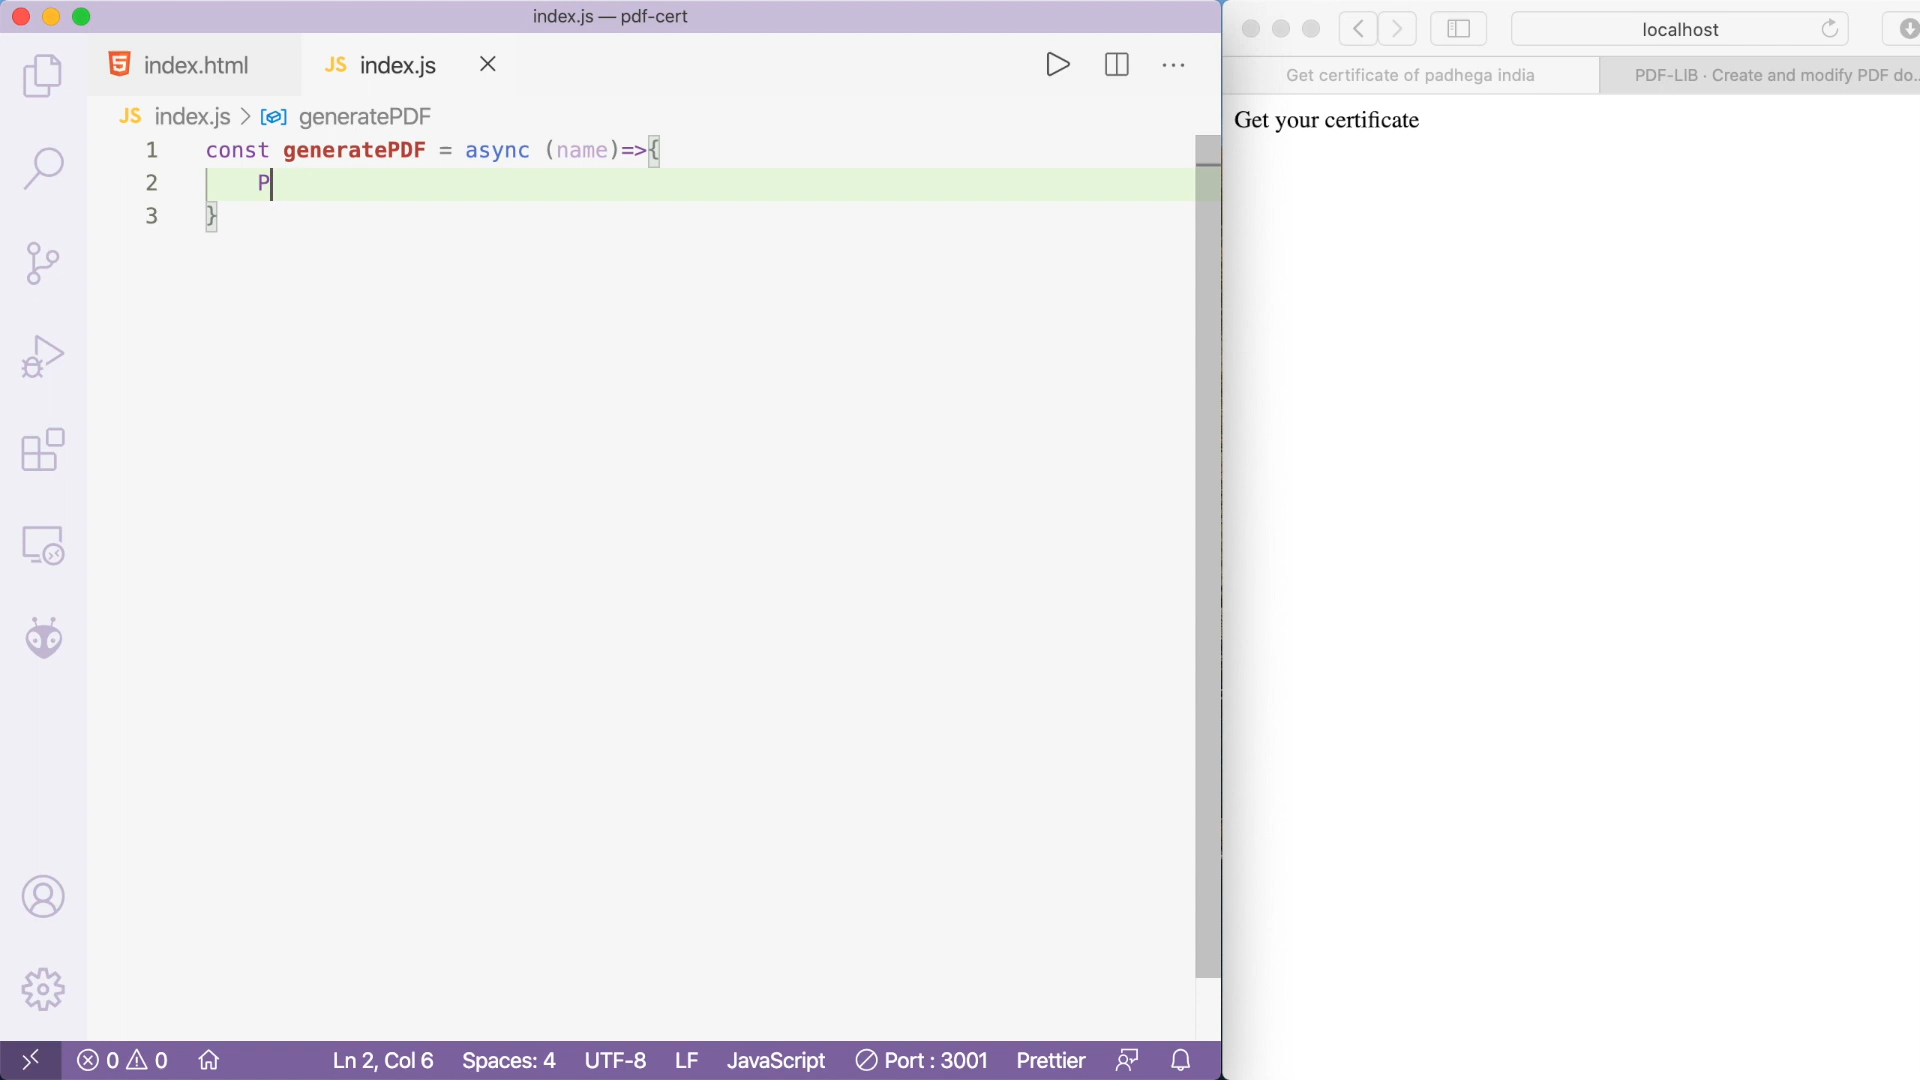 index.js — pdf-cert
index.html
JS index.js
JS index.js > generatePDF
1 const generatePDF = async (name)=>{
2 P
3 }
Ln 2, Col 6 Spaces: 4 UTF-8 LF JavaScript Port : 3001 Prettier
0 0
localhost
Get certificate of padhega india
PDF-LIB · Create and modify PDF do...
Get your certificate